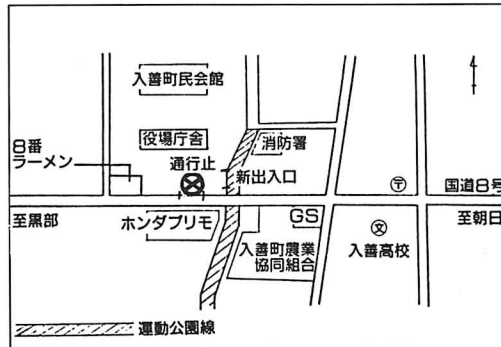 入善町民会館
役場庁舎
消防署
8番
ラーメン
通行止
新出入口
〒
国道8号
至黒部
ホンダプリモ
GS
至朝日
文
入善町農業
協同組合
入善高校
運動公園線